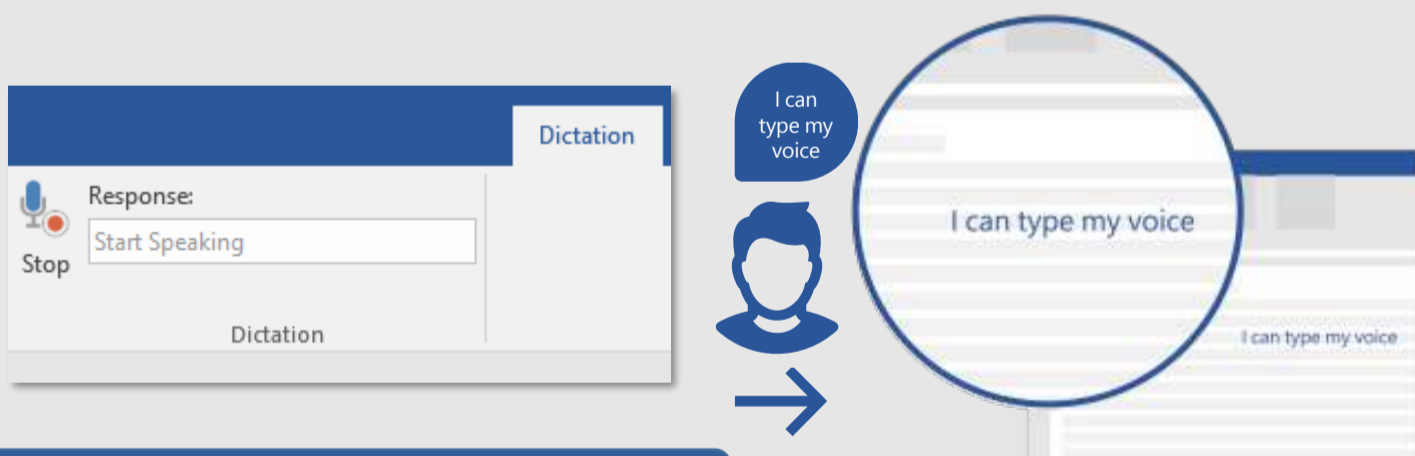 Dictation
Response:
Start Speaking
Stop
Dictation
I can
type my
voice
I can type my voice
I can type my voice